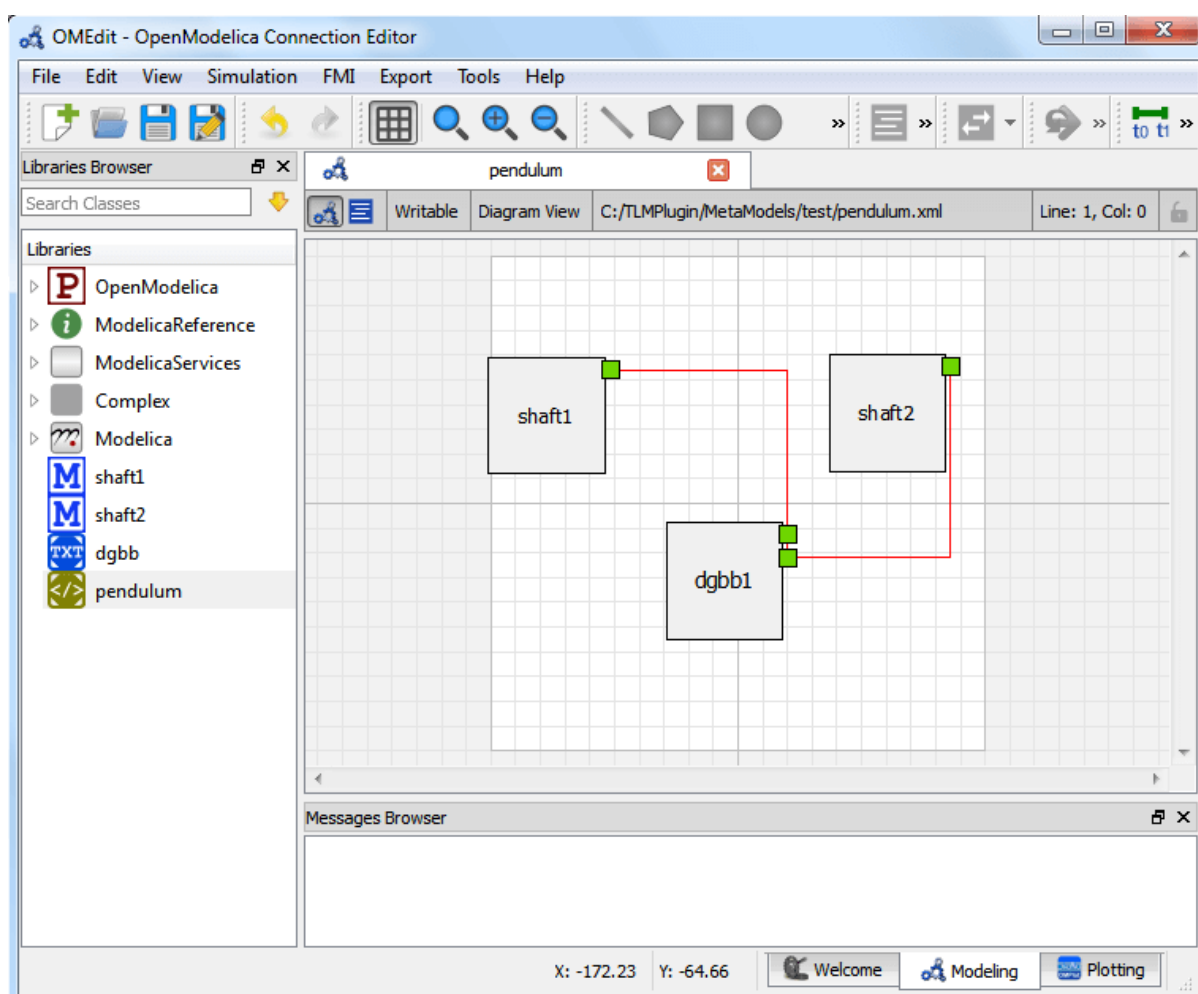 OMEdit - OpenModelica Connection Editor
File Edit View Simulation FMI Export Tools Help
» » » t0 t1 »
Libraries Browser
pendulum
Search Classes
Writable Diagram View C:/TLMPlugin/MetaModels/test/pendulum.xml Line: 1, Col: 0
Libraries
P OpenModelica
i ModelicaReference
ModelicaServices
Complex
m Modelica
M shaft1
M shaft2
TXT dgbb
</> pendulum
shaft1
shaft2
dgbb1
Messages Browser
X: -172.23 Y: -64.66 Welcome Modeling Plotting